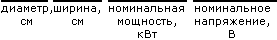 диаметр, ширина, номинальная номинальное
см см мощность, напряжение,
кВт В